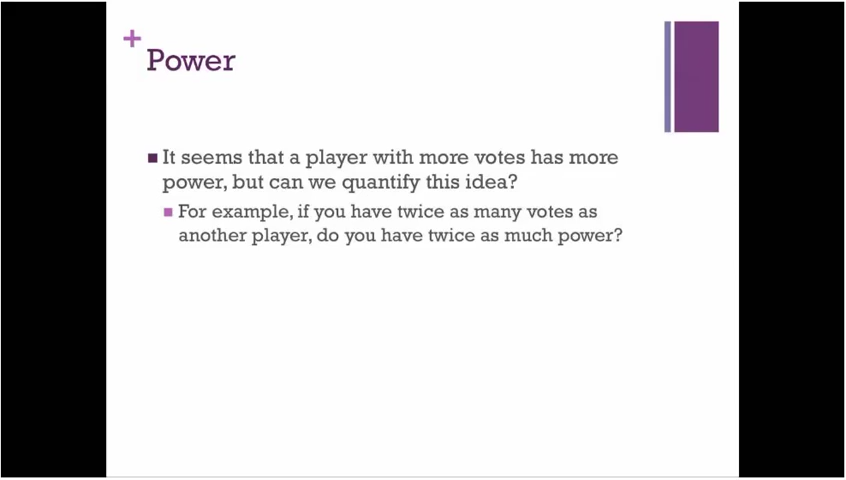 +
Power
■ It seems that a player with more votes has more
power, but can we quantify this idea?
■ For example, if you have twice as many votes as
another player, do you have twice as much power?